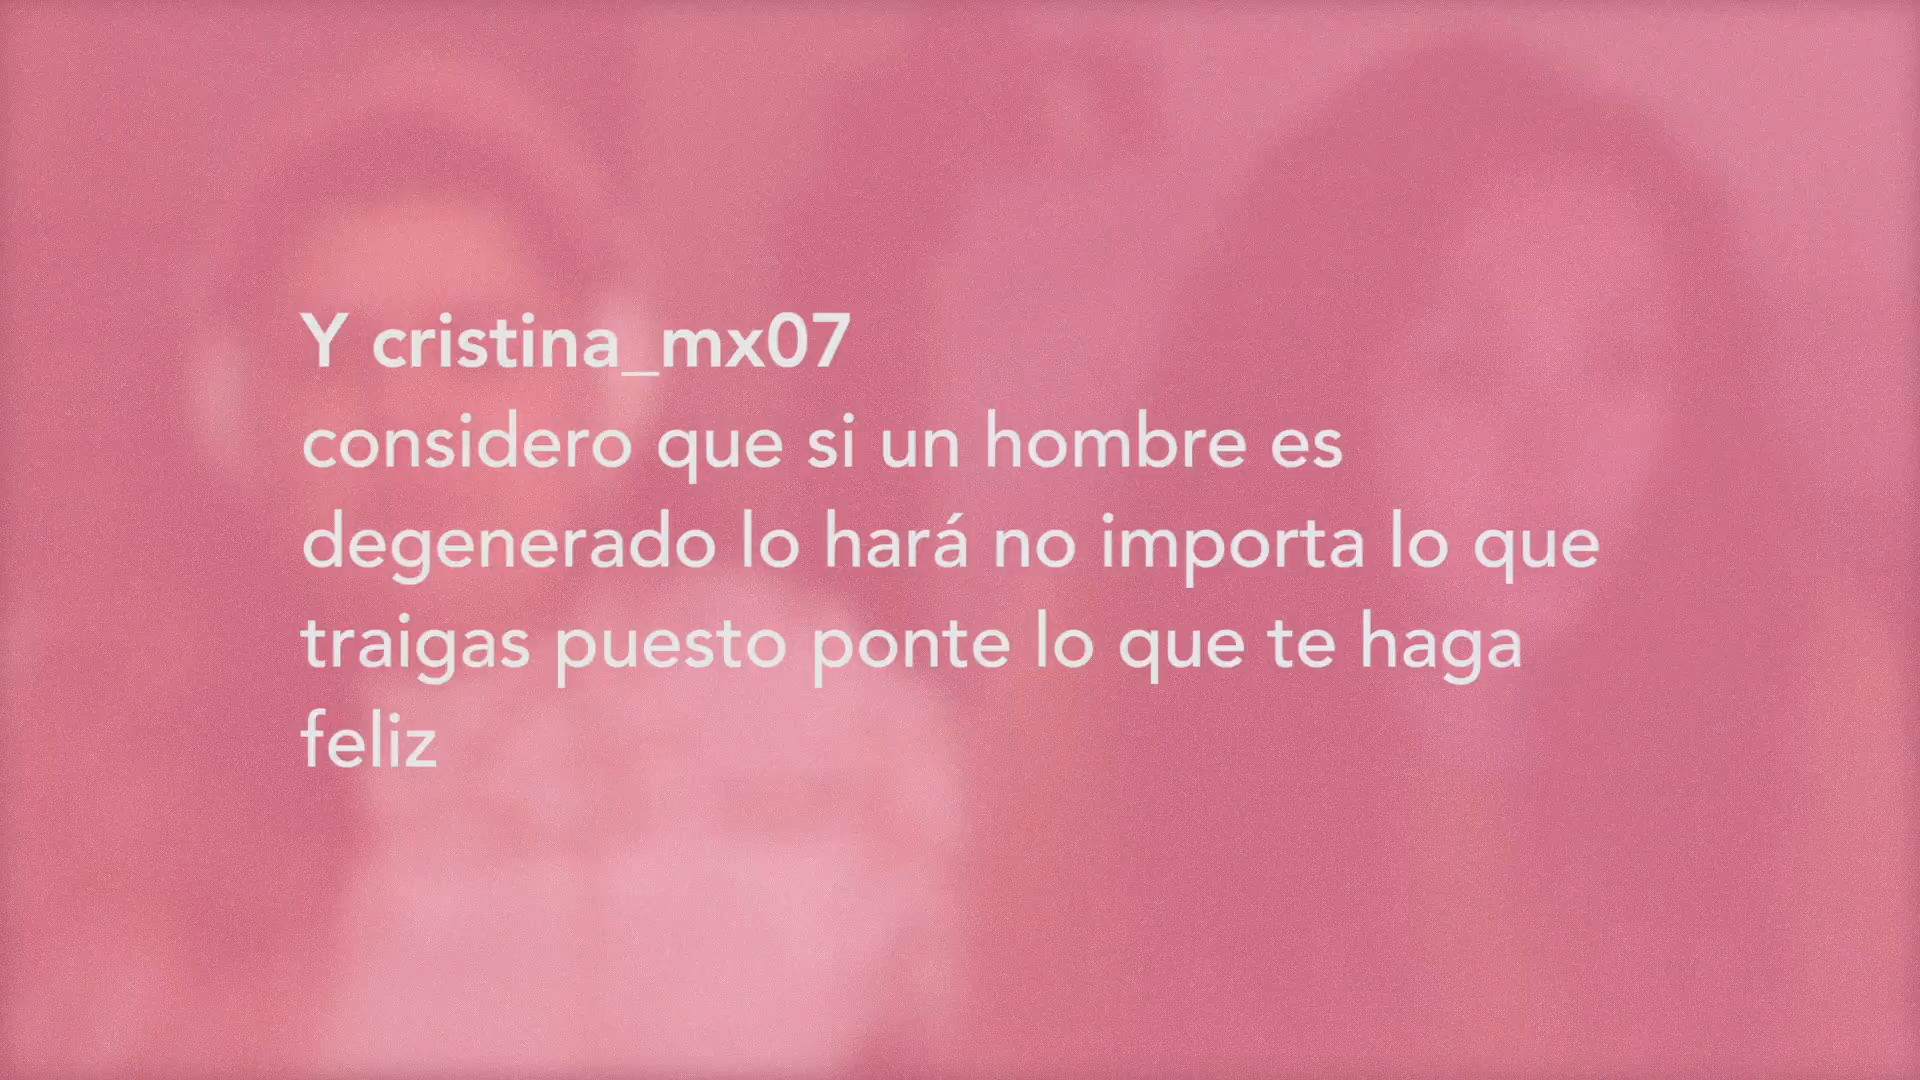 Y cristina_mx07
considero que si un hombre es
degenerado lo hará no importa lo que
traigas puesto ponte lo que te haga
feliz